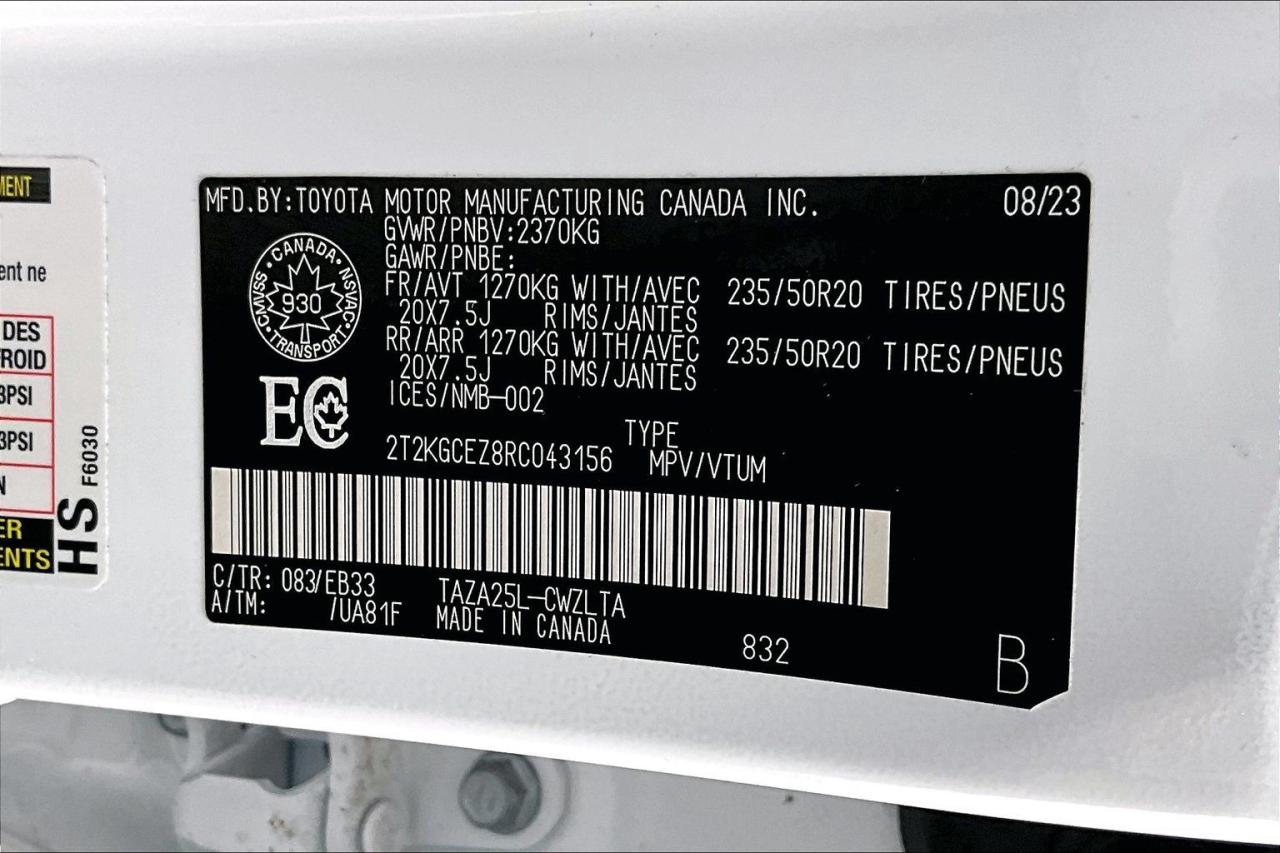 MENT
ent ne
DES
FROID
3PSI
3PSI
N
ER
ENTS
HS F6030
MFD.BY:TOYOTA MOTOR MANUFACTURING CANADA INC. 08/23
GVWR/PNBV:2370KG
GAWR/PNBE:
FR/AVT 1270KG WITH/AVEC 235/50R20 TIRES/PNEUS
20X7.5J RIMS/JANTES
RR/ARR 1270KG WITH/AVEC 235/50R20 TIRES/PNEUS
20X7.5J RIMS/JANTES
ICES/NMB-002
CANADA
CMVSS NSVAC
930
TRANSPORT
EC
TYPE
2T2KGCEZ8RC043156 MPV/VTUM
C/TR: 083/EB33 TAZA25L-CWZLTA
A/TM: /UA81F MADE IN CANADA
832
B